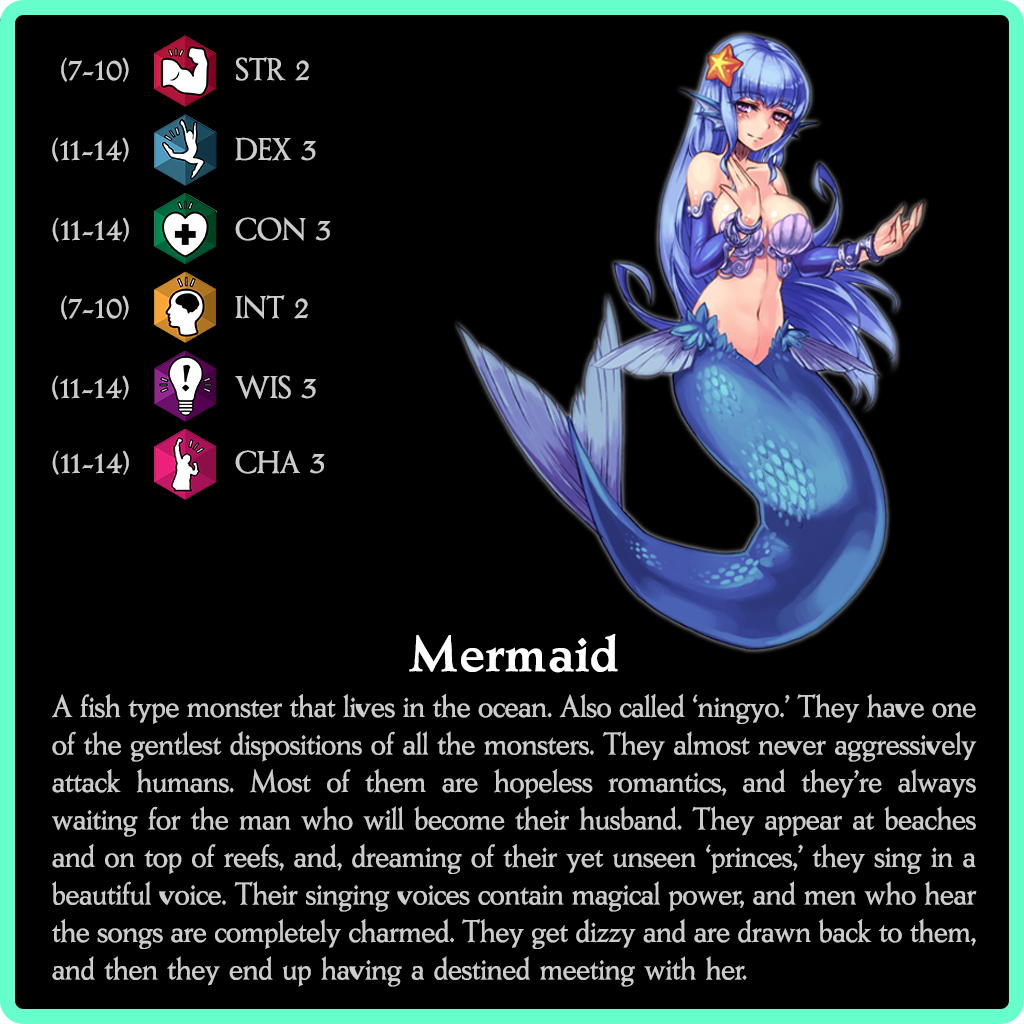 (7-10) STR 2
(11-14) DEX 3
(11-14) CON 3
(7-10) INT 2
(11-14) WIS 3
(11-14) CHA 3
Mermaid
A fish type monster that lives in the ocean. Also called ‘ningyo.’ They have one
of the gentlest dispositions of all the monsters. They almost never aggressively
attack humans. Most of them are hopeless romantics, and they’re always
waiting for the man who will become their husband. They appear at beaches
and on top of reefs, and, dreaming of their yet unseen ‘princes,’ they sing in a
beautiful voice. Their singing voices contain magical power, and men who hear
the songs are completely charmed. They get dizzy and are drawn back to them,
and then they end up having a destined meeting with her.